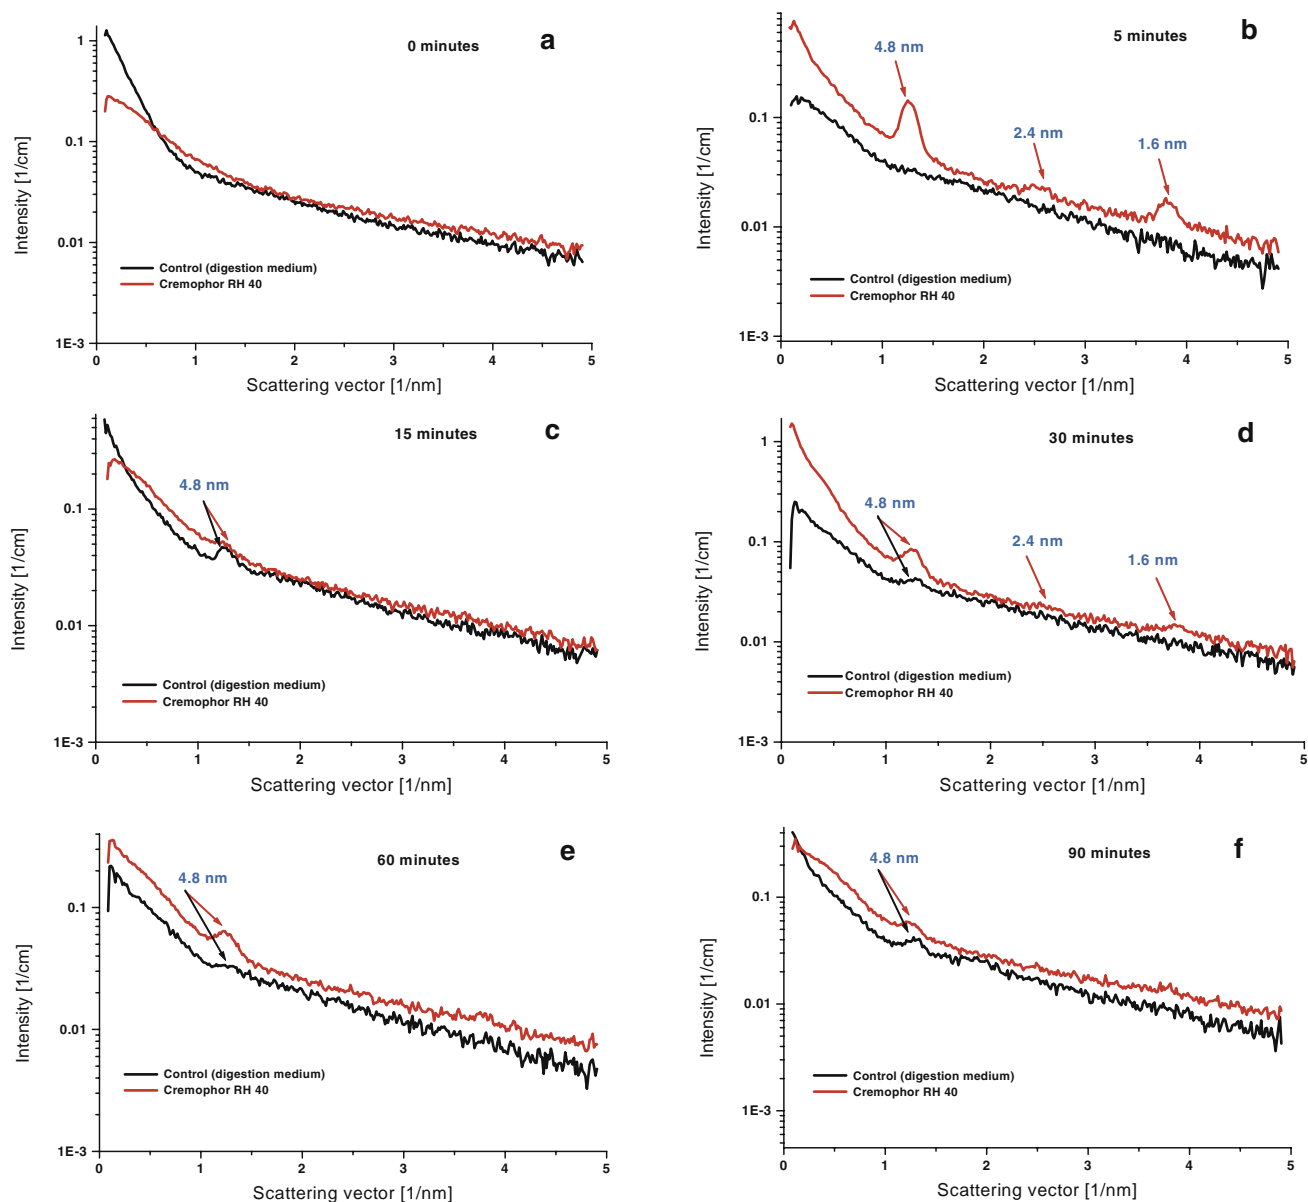 a
0 minutes
1
0.1
0.01
1E-3
Intensity [1/cm]
Control (digestion medium)
Cremophor RH 40
0 1 2 3 4 5
Scattering vector [1/nm]
b
5 minutes
4.8 nm
2.4 nm
1.6 nm
0.1
0.01
1E-3
Intensity [1/cm]
Control (digestion medium)
Cremophor RH 40
0 1 2 3 4 5
Scattering vector [1/nm]
c
15 minutes
4.8 nm
0.1
0.01
1E-3
Intensity [1/cm]
Control (digestion medium)
Cremophor RH 40
0 1 2 3 4 5
Scattering vector [1/nm]
d
30 minutes
4.8 nm
2.4 nm
1.6 nm
1
0.1
0.01
1E-3
Intensity [1/cm]
Control (digestion medium)
Cremophor RH 40
0 1 2 3 4 5
Scattering vector [1/nm]
e
60 minutes
4.8 nm
0.1
0.01
1E-3
Intensity [1/cm]
Control (digestion medium)
Cremophor RH 40
0 1 2 3 4 5
Scattering vector [1/nm]
f
90 minutes
4.8 nm
0.1
0.01
1E-3
Intensity [1/cm]
Control (digestion medium)
Cremophor RH 40
0 1 2 3 4 5
Scattering vector [1/nm]